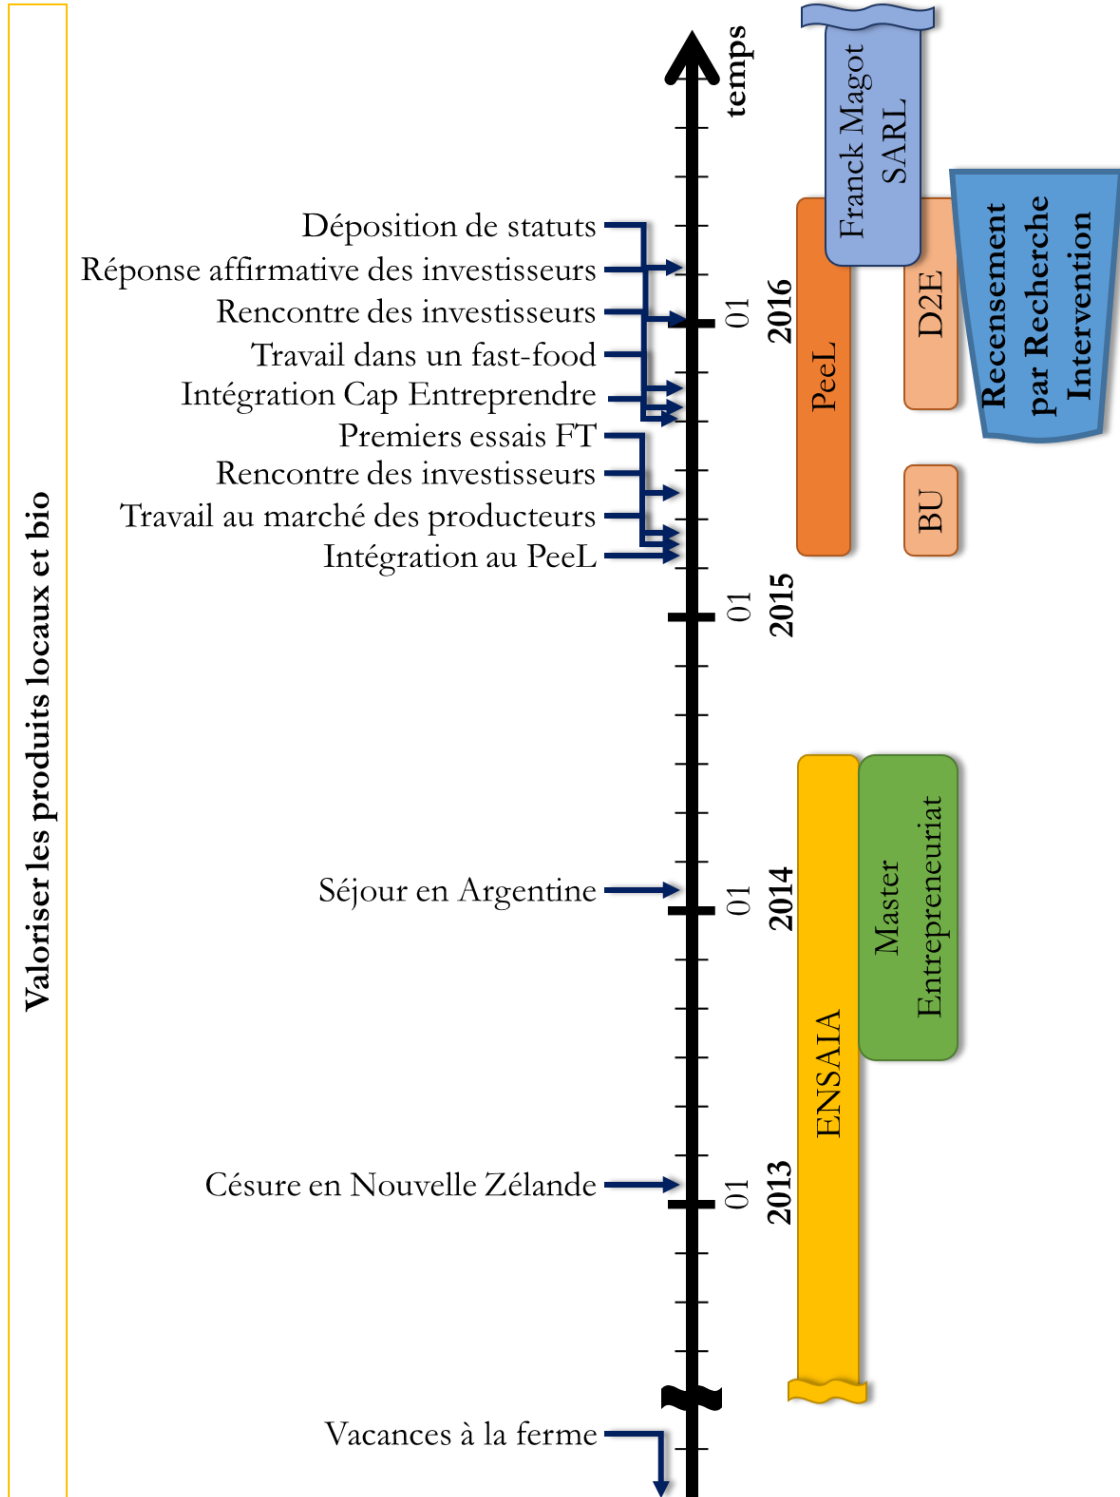 Valoriser les produits locaux et bio
temps
Déposition de statuts
Réponse affirmative des investisseurs
Rencontre des investisseurs
Travail dans un fast-food
Intégration Cap Entreprendre
Premiers essais FT
Rencontre des investisseurs
Travail au marché des producteurs
Intégration au PeeL
Séjour en Argentine
Césure en Nouvelle Zélande
Vacances à la ferme
01
2016
01
2015
01
2014
01
2013
Franck Magot
SARL
PeeL
D2E
BU
Recensement
par Recherche
Intervention
ENSAIA
Master
Entrepreneuriat